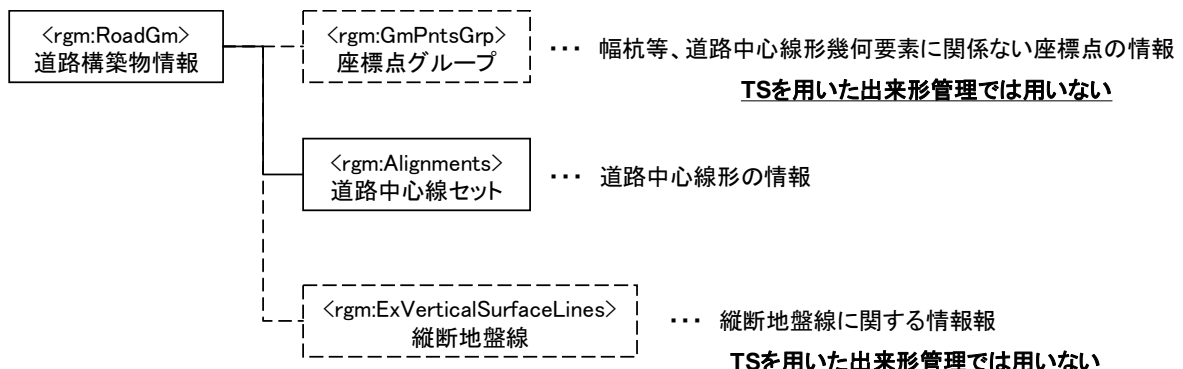 <rgm:RoadGm>
道路構築物情報
<rgm:GmPntsGrp>
座標点グループ
･･･ 幅杭等、道路中心線形幾何要素に関係ない座標点の情報
TSを用いた出来形管理では用いない
<rgm:Alignments>
道路中心線セット
･･･ 道路中心線形の情報
<rgm:ExVerticalSurfaceLines>
縦断地盤線
･･･ 縦断地盤線に関する情報報
TSを用いた出来形管理では用いない